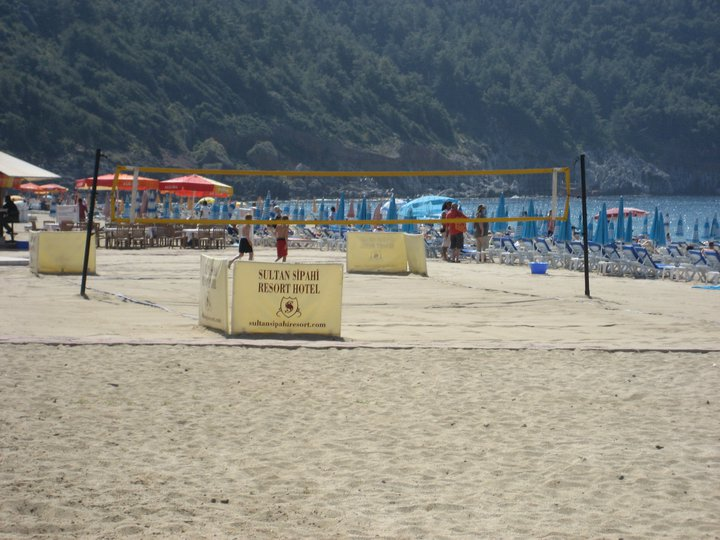 SULTAN SİPAHİ
RESORT HOTEL
S
sultansipahiresort.com